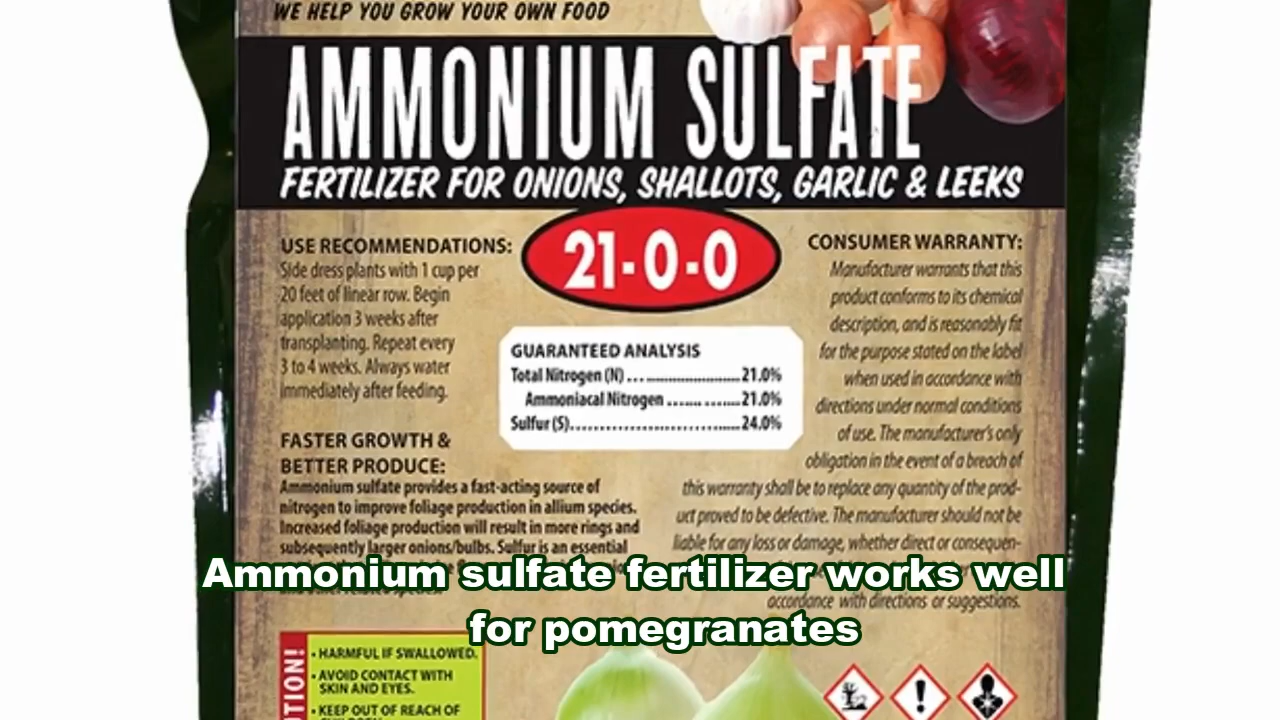 WE HELP YOU GROW YOUR OWN FOOD
AMMONIUM SULFATE
FERTILIZER FOR ONIONS, SHALLOTS, GARLIC & LEEKS
21-0-0
USE RECOMMENDATIONS:
Side dress plants with 1 cup per
20 feet of linear row. Begin
application 3 weeks after
transplanting. Repeat every
3 to 4 weeks. Always water
immediately after feeding.
FASTER GROWTH &
BETTER PRODUCE:
Ammonium sulfate provides a fast-acting source of
nitrogen to improve foliage production in allium species.
Increased foliage production will result in more rings and
subsequently larger onions/bulbs. Sulfur is an essential
GUARANTEED ANALYSIS
Total Nitrogen (N) ... ........................21.0%
Ammoniacal Nitrogen ....... .........21.0%
Sulfur (S)..........................................24.0%
CONSUMER WARRANTY:
Manufacturer warrants that this
product conforms to its chemical
description, and is reasonably fit
for the purpose stated on the label
when used in accordance with
directions under normal conditions
of use. The manufacturer's only
obligation in the event of a breach of
this warranty shall be to replace any quantity of the prod-
uct proved to be defective. The manufacturer should not be
liable for any loss or damage, whether direct or consequen-
accordance with directions or suggestions.
Ammonium sulfate fertilizer works well
for pomegranates
• HARMFUL IF SWALLOWED.
• AVOID CONTACT WITH
SKIN AND EYES.
• KEEP OUT OF REACH OF